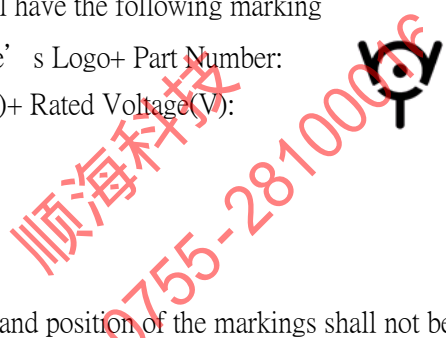 l have the following marking
e’ s Logo+ Part Number:
)+ Rated Voltage(V):
顺海科技
0755-28100016
and position of the markings shall not be